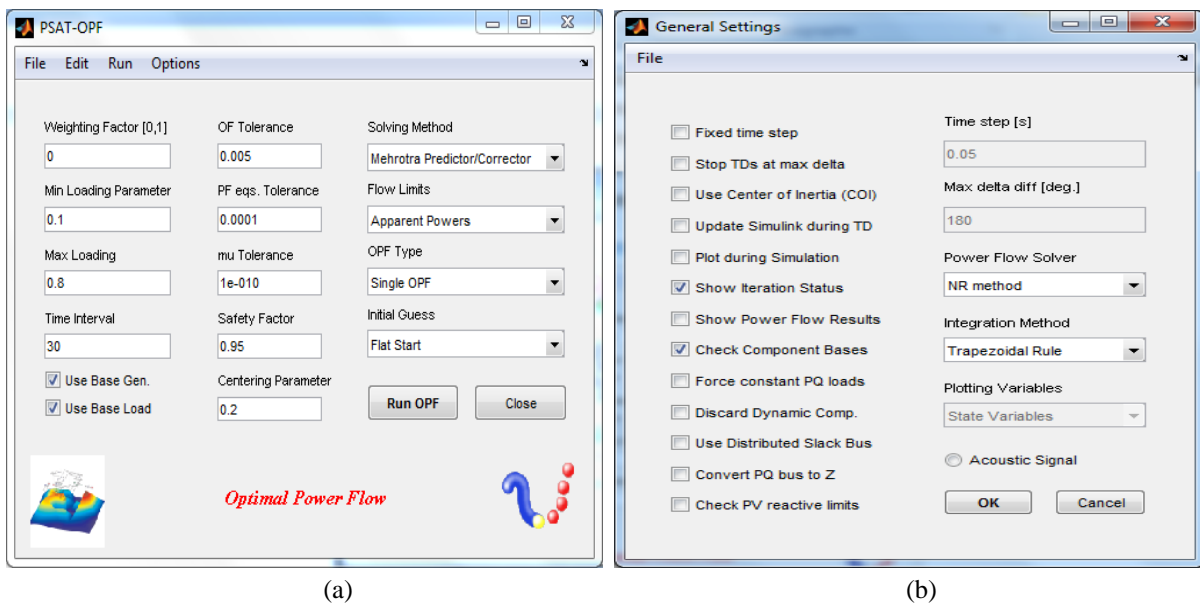 PSAT-OPF
File Edit Run Options
Weighting Factor [0,1]
0
Min Loading Parameter
0.1
Max Loading
0.8
Time Interval
30
Use Base Gen.
Use Base Load
OF Tolerance
0.005
PF eqs. Tolerance
0.0001
mu Tolerance
1e-010
Safety Factor
0.95
Centering Parameter
0.2
Solving Method
Mehrotra Predictor/Corrector
Flow Limits
Apparent Powers
OPF Type
Single OPF
Initial Guess
Flat Start
Run OPF Close
Optimal Power Flow
(a)
General Settings
File
Fixed time step
Stop TDs at max delta
Use Center of Inertia (COI)
Update Simulink during TD
Plot during Simulation
Show Iteration Status
Show Power Flow Results
Check Component Bases
Force constant PQ loads
Discard Dynamic Comp.
Use Distributed Slack Bus
Convert PQ bus to Z
Check PV reactive limits
Time step [s]
0.05
Max delta diff [deg.]
180
Power Flow Solver
NR method
Integration Method
Trapezoidal Rule
Plotting Variables
State Variables
Acoustic Signal
OK Cancel
(b)